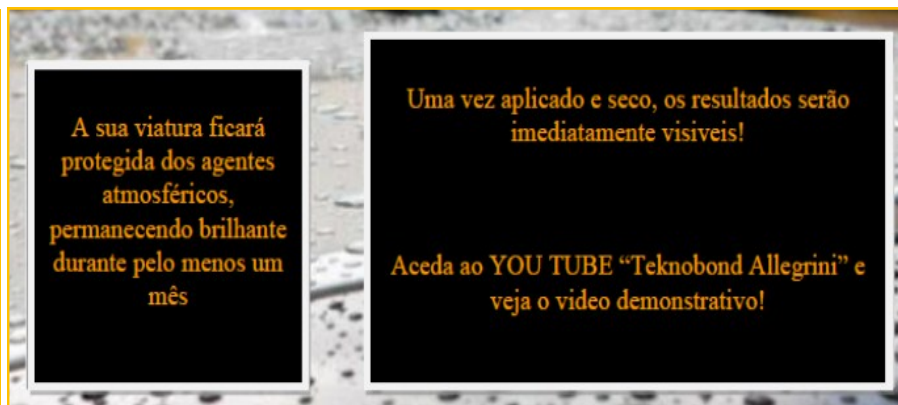 A sua viatura ficará
protegida dos agentes
atmosféricos,
permanecendo brilhante
durante pelo menos um
mês
Uma vez aplicado e seco, os resultados serão
imediatamente visiveis!
Aceda ao YOU TUBE “Teknobond Allegrini” e
veja o video demonstrativo!